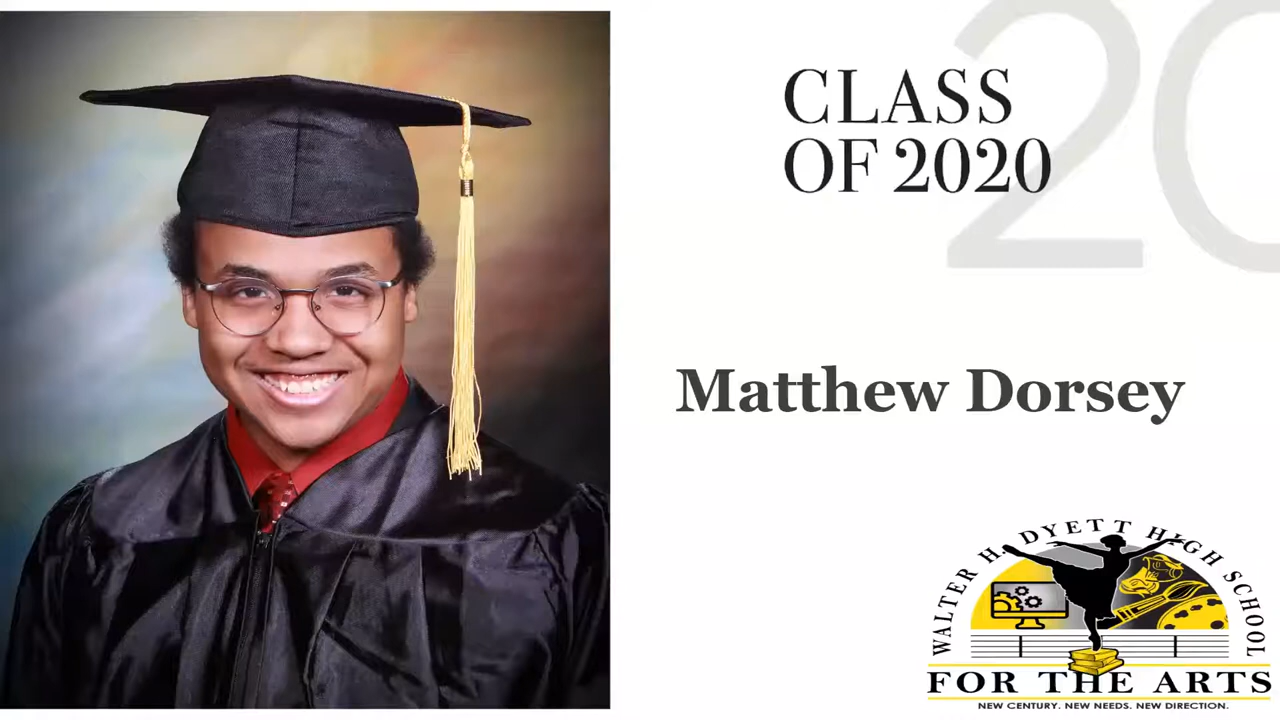 20
CLASS
OF 2020
Matthew Dorsey
WALTER H. DYETT HIGH SCHOOL
FOR THE ARTS
NEW CENTURY. NEW NEEDS. NEW DIRECTION.